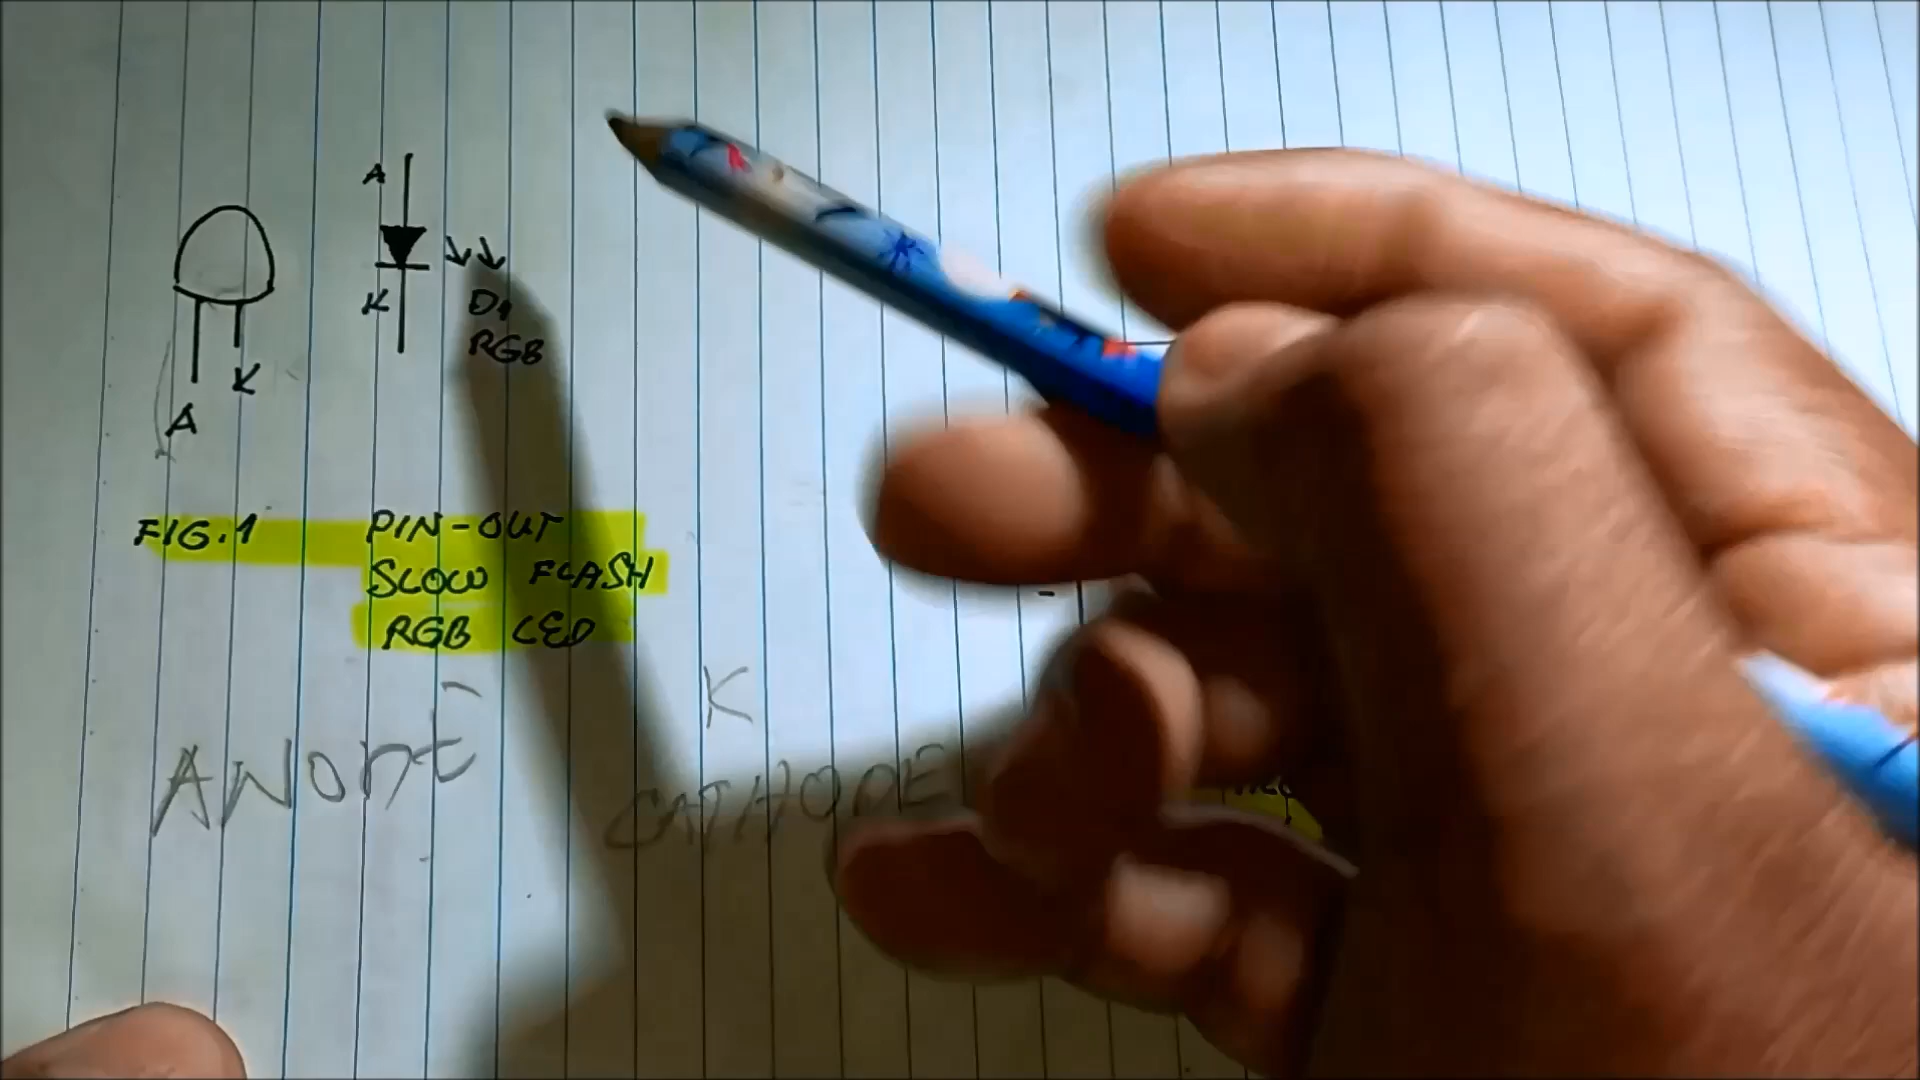 A
K
D1
RGB
K
A
FIG.1 PIN-OUT
SLOW FLASH
RGB LED
K
ANODE
CATHODE